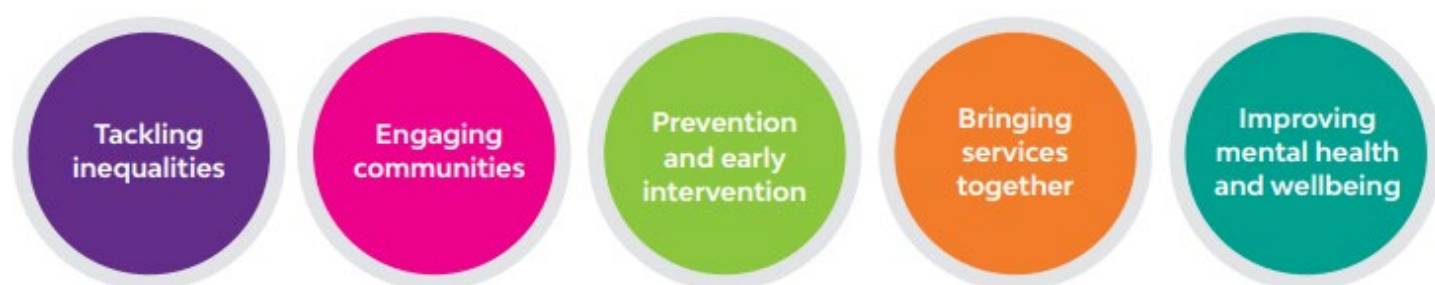 Tackling
inequalities
Engaging
communities
Prevention
and early
intervention
Bringing
services
together
Improving
mental health
and wellbeing